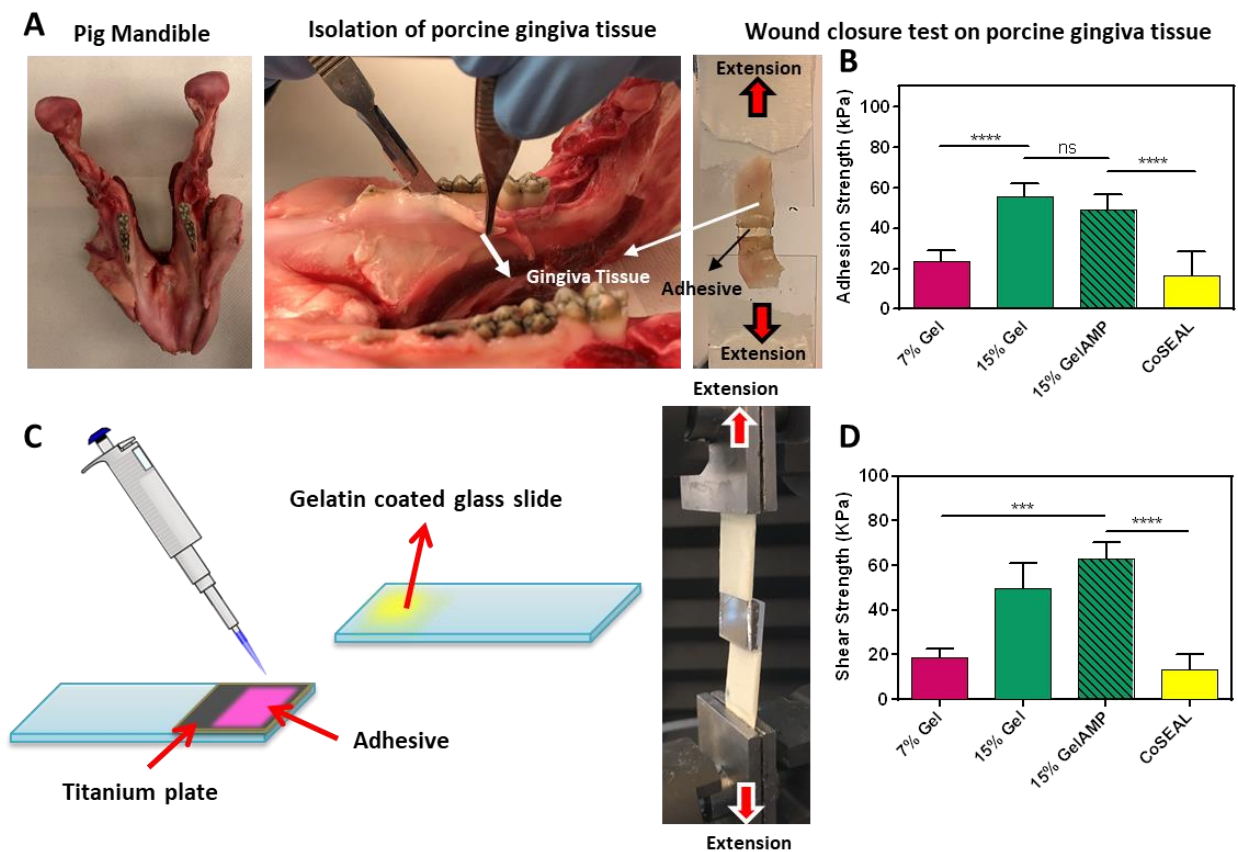 A
Pig Mandible
Isolation of porcine gingiva tissue
Wound closure test on porcine gingiva tissue
Extension
Gingiva Tissue
Adhesive
Extension
B
Adhesion Strength (kPa)
100
80
60
40
20
0
****
ns
****
7% Gel
15% Gel
15% GelAMP
CoSEAL
C
Gelatin coated glass slide
Adhesive
Titanium plate
Extension
Extension
D
Shear Strength (KPa)
100
80
60
40
20
0
***
****
7% Gel
15% Gel
15% GelAMP
CoSEAL